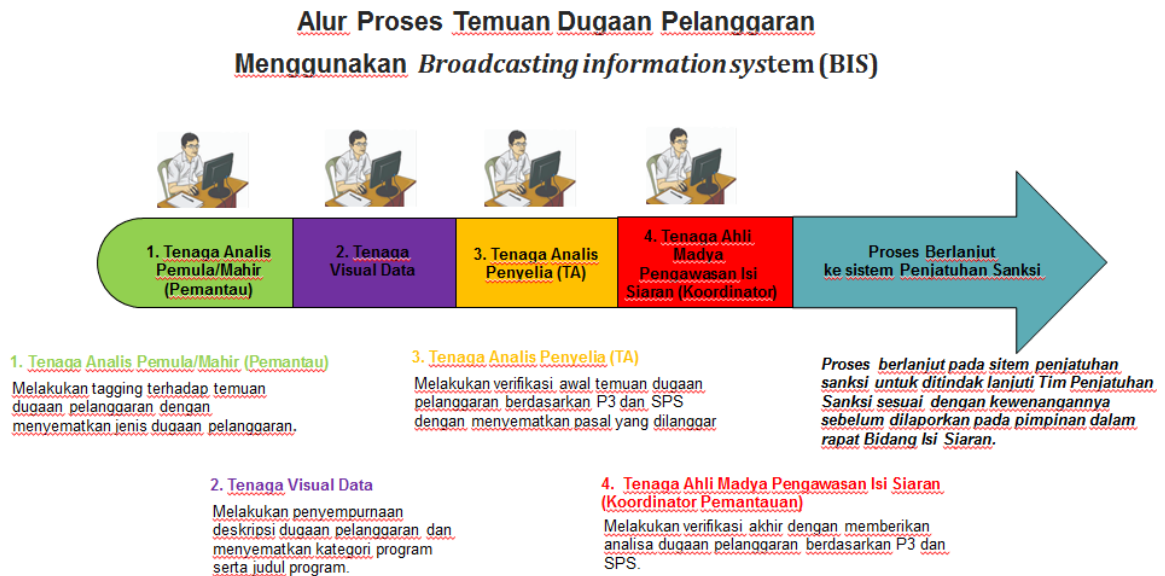 Alur Proses Temuan Dugaan Pelanggaran
Menggunakan Broadcasting information system (BIS)
1. Tenaga Analis
Pemula/Mahir
(Pemantau)
2. Tenaga
Visual Data
3. Tenaga Analis
Penyelia (TA)
4. Tenaga Ahli
Madya
Pengawasan Isi
Siaran (Koordinator)
Proses Berlanjut
ke sistem Penjatuhan Sanksi
1. Tenaga Analis Pemula/Mahir (Pemantau)
Melakukan tagging terhadap temuan
dugaan pelanggaran dengan
menyematkan jenis dugaan pelanggaran.
2. Tenaga Visual Data
Melakukan penyempurnaan
deskripsi dugaan pelanggaran dan
menyematkan kategori program
serta judul program.
3. Tenaga Analis Penyelia (TA)
Melakukan verifikasi awal temuan dugaan
pelanggaran berdasarkan P3 dan SPS
dengan menyematkan pasal yang dilanggar
4. Tenaga Ahli Madya Pengawasan Isi Siaran
(Koordinator Pemantauan)
Melakukan verifikasi akhir dengan memberikan
analisa dugaan pelanggaran berdasarkan P3 dan
SPS.
Proses berlanjut pada sitem penjatuhan
sanksi untuk ditindak lanjuti Tim Penjatuhan
Sanksi sesuai dengan kewenangannya
sebelum dilaporkan pada pimpinan dalam
rapat Bidang Isi Siaran.